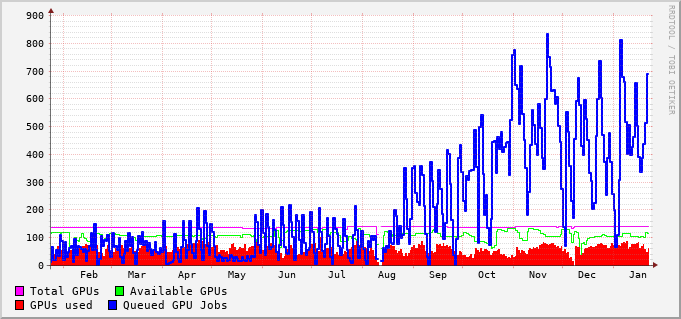 900
800
700
600
500
400
300
200
100
0
Feb Mar Apr May Jun Jul Aug Sep Oct Nov Dec Jan
Total GPUs Available GPUs
GPUs used Queued GPU Jobs
RRDTOOL / TOBI OETIKER